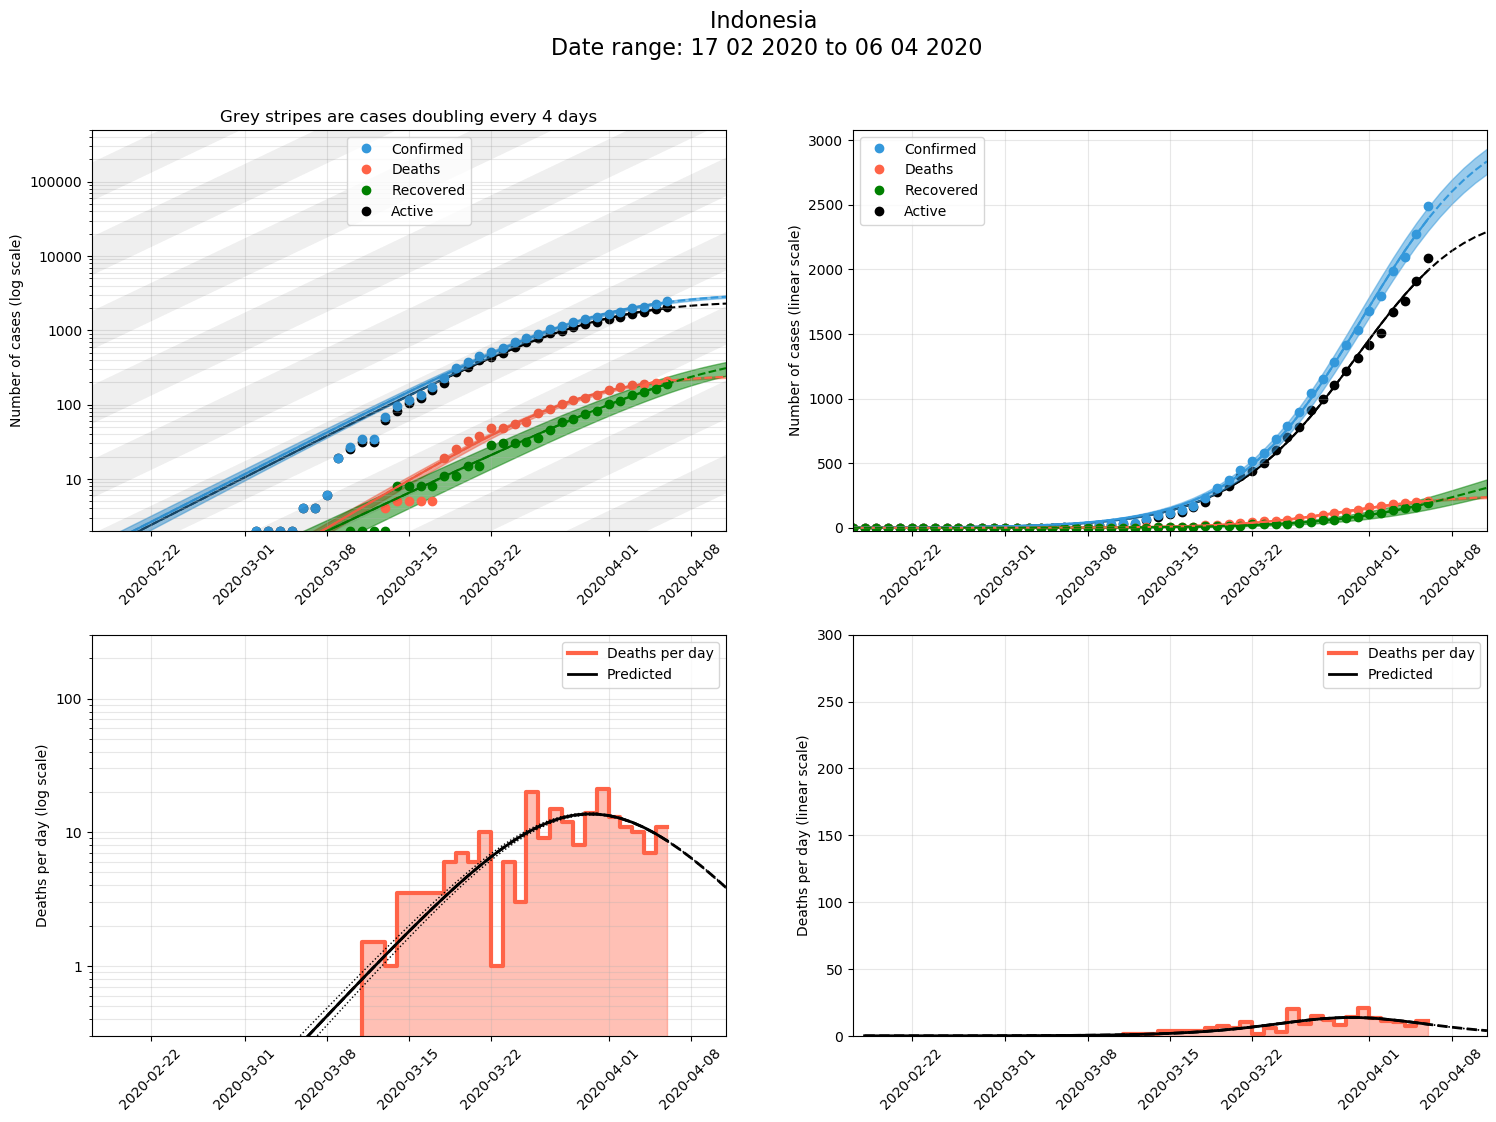 Indonesia
Date range: 17 02 2020 to 06 04 2020
Grey stripes are cases doubling every 4 days
Number of cases (log scale)
100000
10000
1000
100
10
Confirmed
Deaths
Recovered
Active
2020-02-22
2020-03-01
2020-03-08
2020-03-15
2020-03-22
2020-04-01
2020-04-08
Number of cases (linear scale)
3000
2500
2000
1500
1000
500
0
Confirmed
Deaths
Recovered
Active
2020-02-22
2020-03-01
2020-03-08
2020-03-15
2020-03-22
2020-04-01
2020-04-08
Deaths per day (log scale)
100
10
1
Deaths per day
Predicted
2020-02-22
2020-03-01
2020-03-08
2020-03-15
2020-03-22
2020-04-01
2020-04-08
Deaths per day (linear scale)
300
250
200
150
100
50
0
Deaths per day
Predicted
2020-02-22
2020-03-01
2020-03-08
2020-03-15
2020-03-22
2020-04-01
2020-04-08